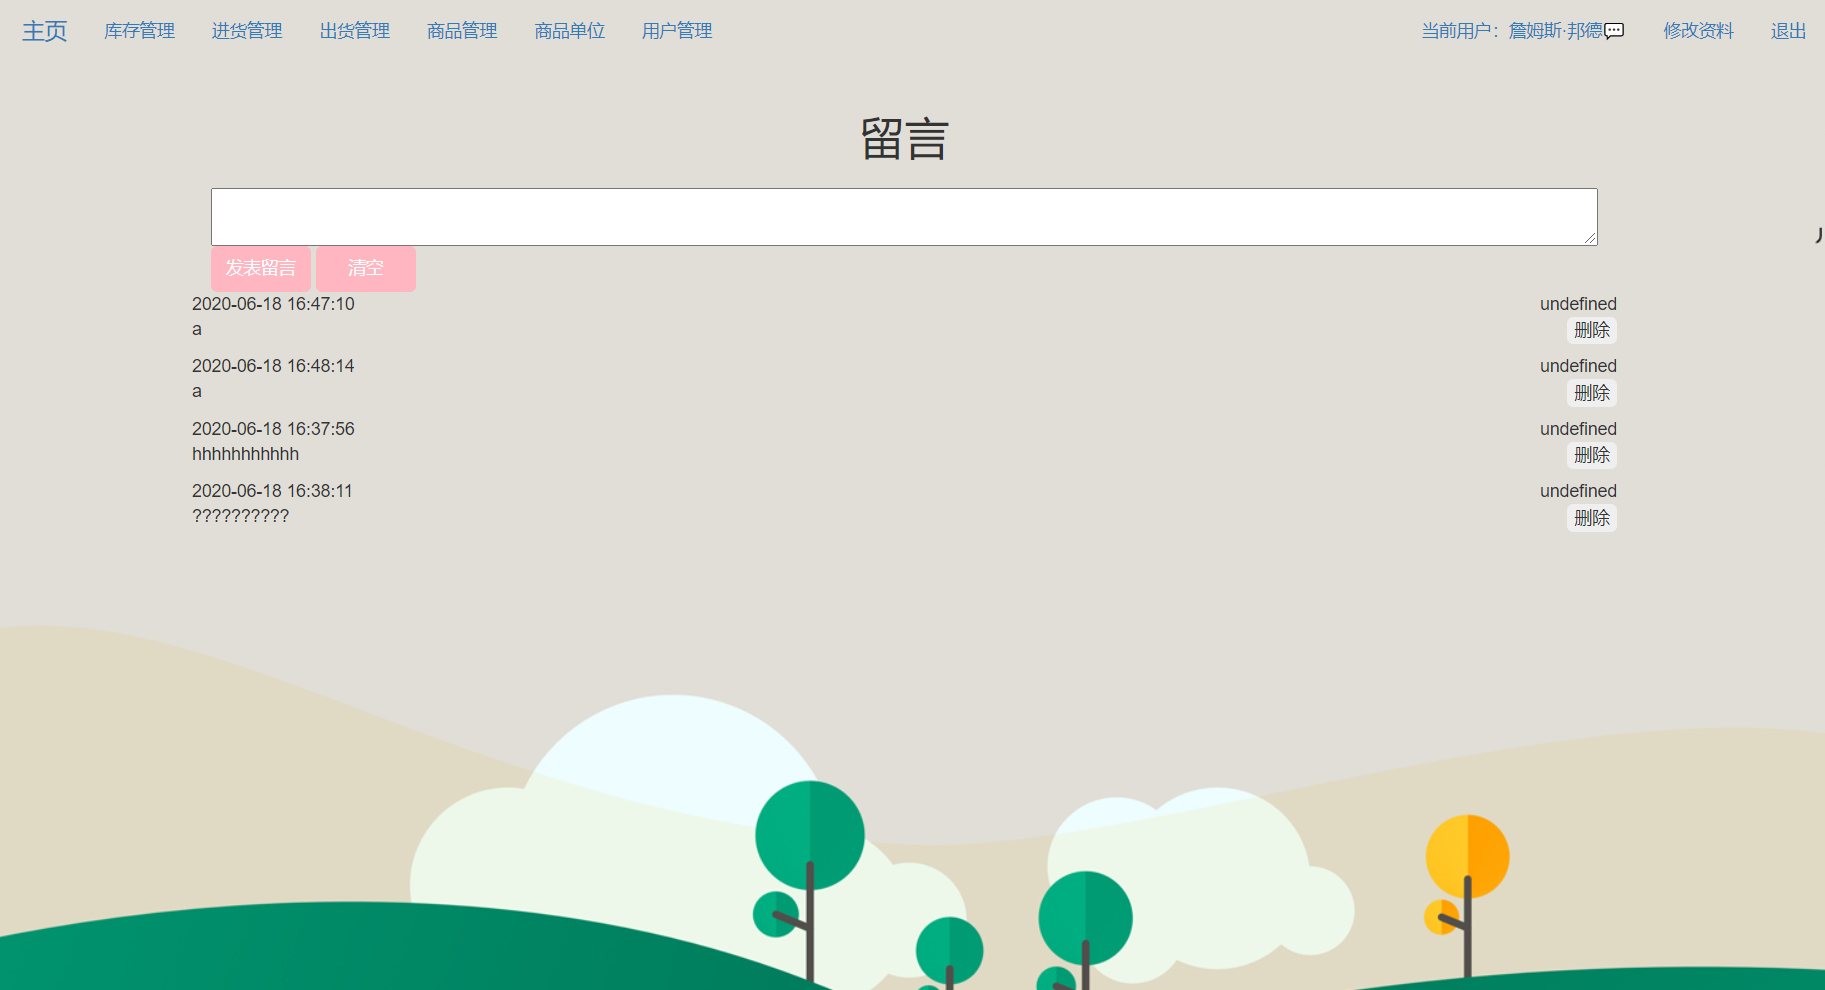 主页 库存管理 进货管理 出货管理 商品管理 商品单位 用户管理 当前用户：詹姆斯·邦德 修改资料 退出
留言
发表留言 清空
2020-06-18 16:47:10 undefined
a 删除
2020-06-18 16:48:14 undefined
a 删除
2020-06-18 16:37:56 undefined
hhhhhhhhhhh 删除
2020-06-18 16:38:11 undefined
?????????? 删除